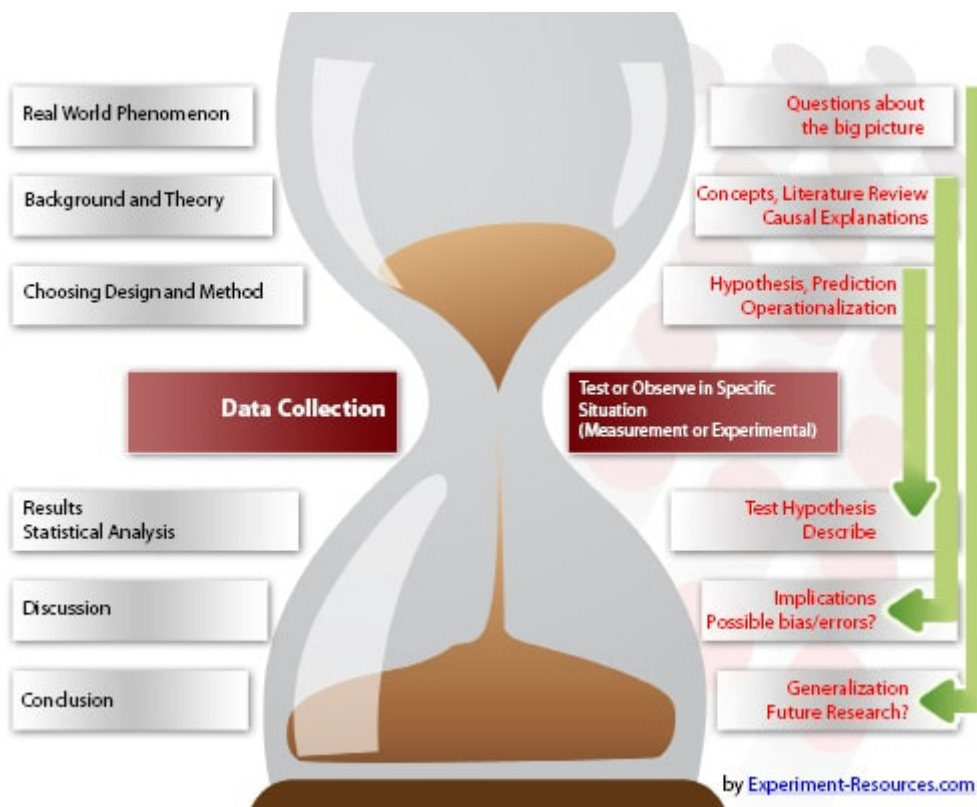 Real World Phenomenon
Questions about
the big picture
Background and Theory
Concepts, Literature Review
Causal Explanations
Choosing Design and Method
Hypothesis, Prediction
Operationalization
Data Collection
Test or Observe in Specific
Situation
(Measurement or Experimental)
Results
Statistical Analysis
Test Hypothesis
Describe
Discussion
Implications
Possible bias/errors?
Conclusion
Generalization
Future Research?
by Experiment-Resources.com